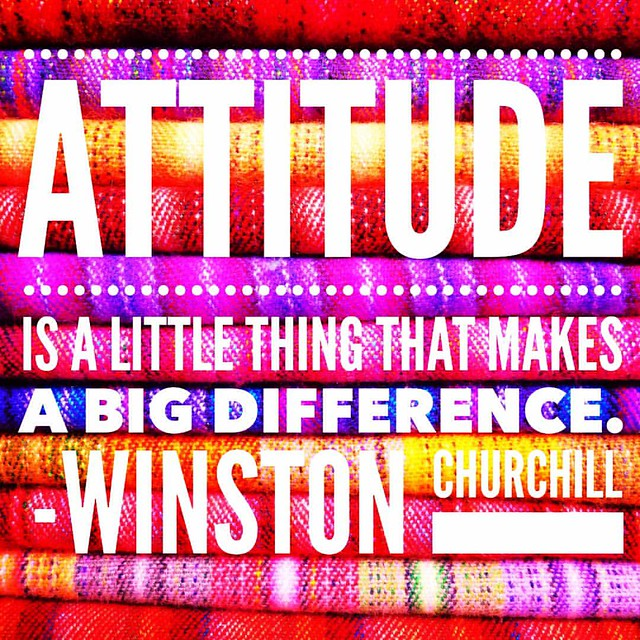 ATTITUDE
IS A LITTLE THING THAT MAKES
A BIG DIFFERENCE.
-WINSTON CHURCHILL